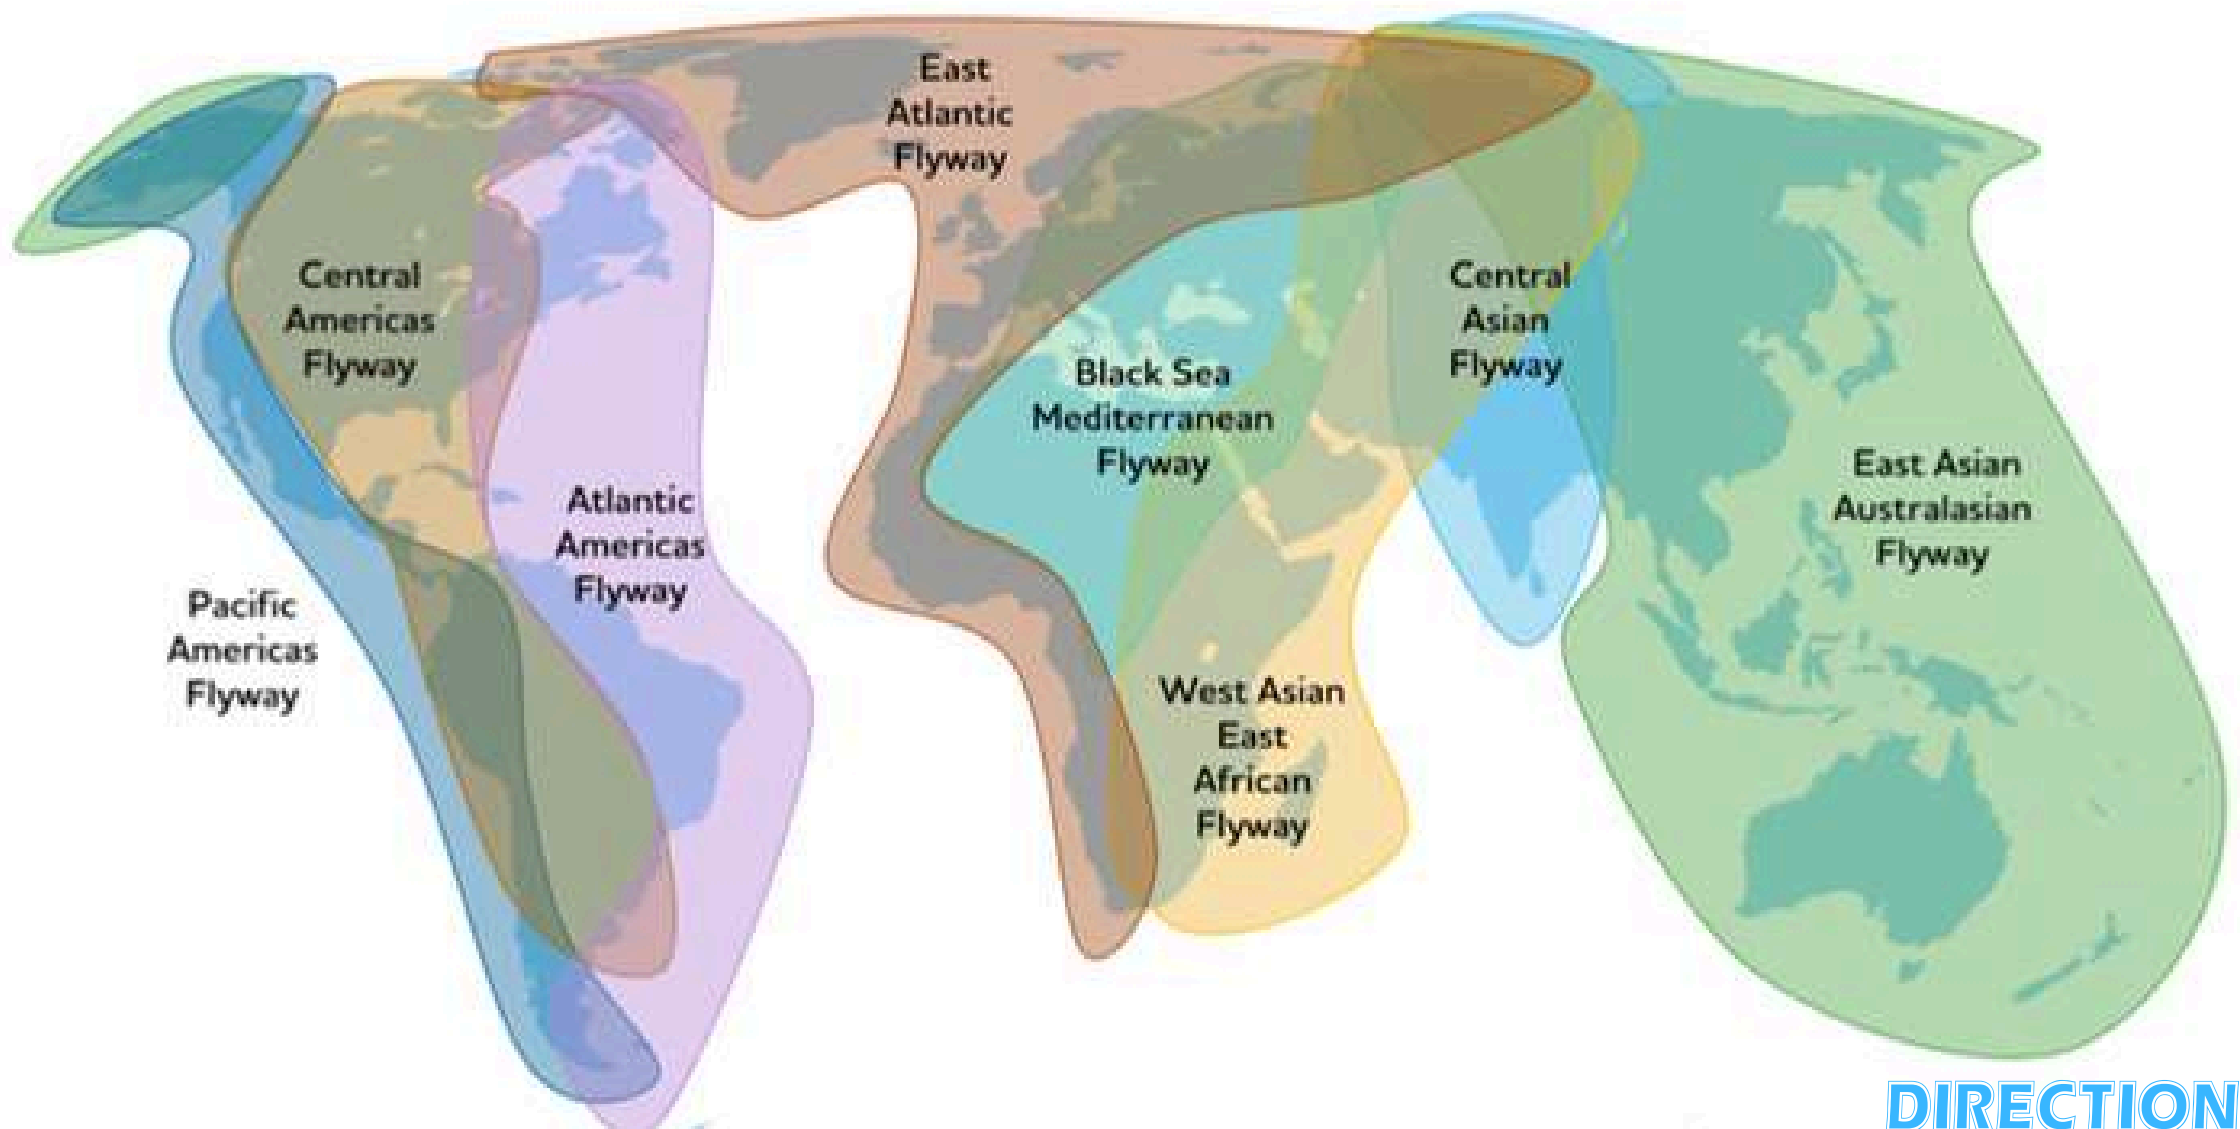 East
Atlantic
Flyway
Central
Americas
Flyway
Central
Asian
Flyway
Black Sea
Mediterranean
Flyway
East Asian
Australasian
Flyway
Atlantic
Americas
Flyway
Pacific
Americas
Flyway
West Asian
East
African
Flyway
DIRECTION